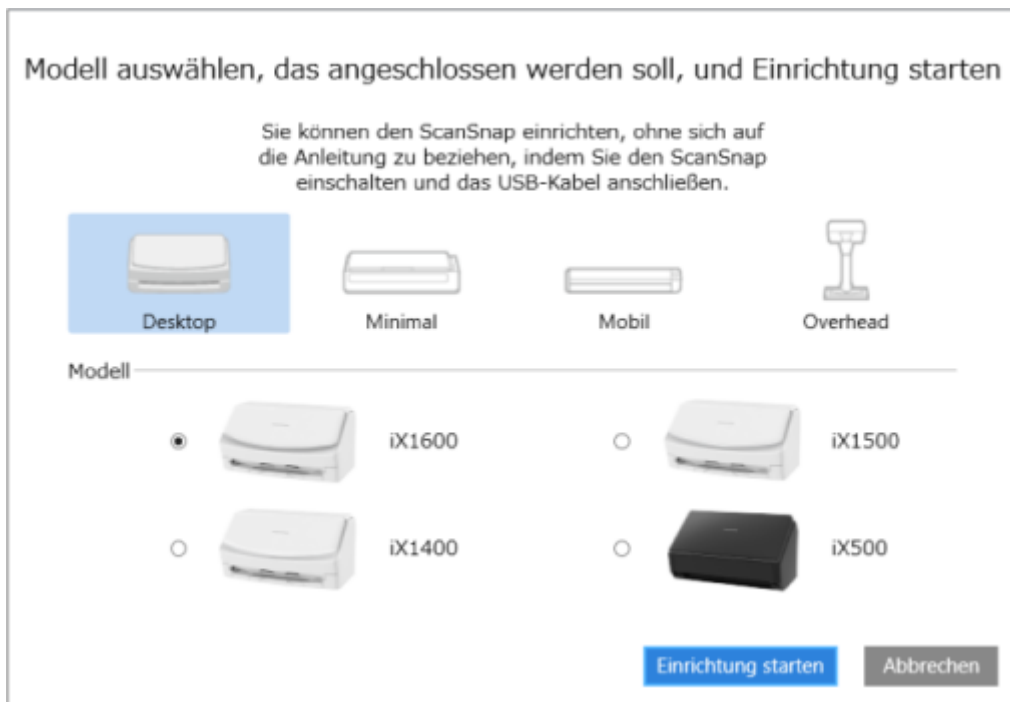 Modell auswählen, das angeschlossen werden soll, und Einrichtung starten
Sie können den ScanSnap einrichten, ohne sich auf
die Anleitung zu beziehen, indem Sie den ScanSnap
einschalten und das USB-Kabel anschließen.
Desktop Minimal Mobil Overhead
Modell
iX1600 iX1500
iX1400 iX500
Einrichtung starten Abbrechen